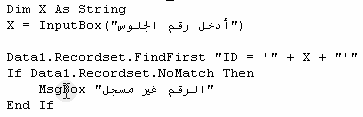 Dim X As String
X = InputBox("أدخل رقم الجلوس")
Data1.Recordset.FindFirst "ID = '" + X + "'"
If Data1.Recordset.NoMatch Then
MsgBox "الرقم غير مسجل"
End If